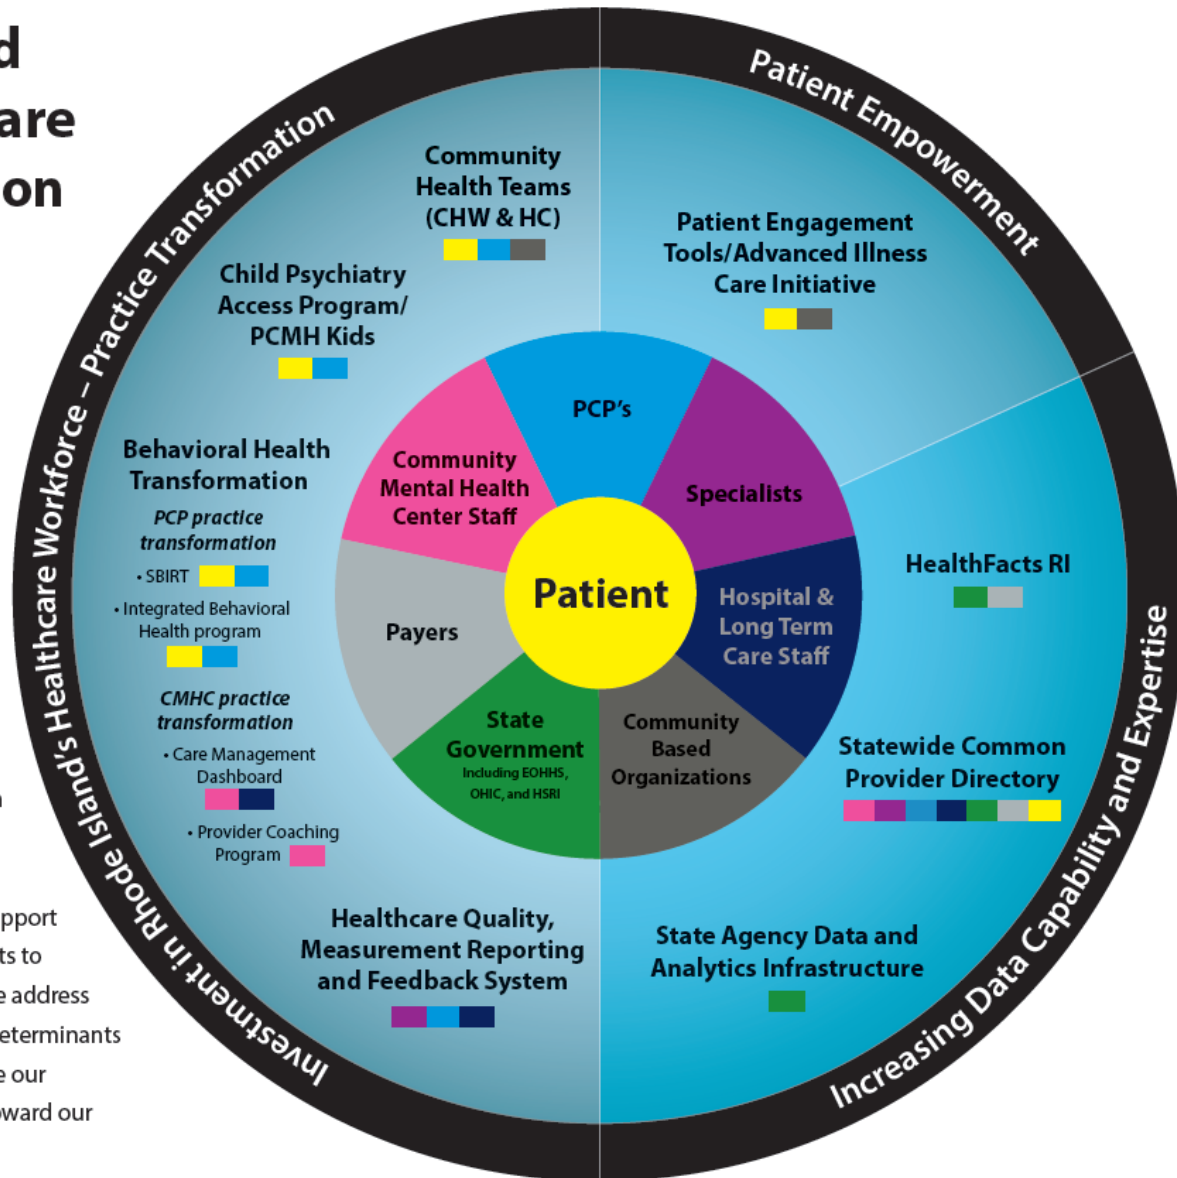 d
are
on
Investment in Rhode Island's Healthcare Workforce – Practice Transformation
Patient Empowerment
Increasing Data Capability and Expertise
Community
Health Teams
(CHW & HC)
Child Psychiatry
Access Program/
PCMH Kids
Behavioral Health
Transformation
PCP practice
transformation
• SBIRT
• Integrated Behavioral
Health program
CMHC practice
transformation
• Care Management
Dashboard
• Provider Coaching
Program
Healthcare Quality,
Measurement Reporting
and Feedback System
Patient Engagement
Tools/Advanced Illness
Care Initiative
HealthFacts RI
Statewide Common
Provider Directory
State Agency Data and
Analytics Infrastructure
PCP's
Specialists
Hospital &
Long Term
Care Staff
Community
Based
Organizations
State
Government
Including EOHHS,
OHIC, and HSRI
Payers
Community
Mental Health
Center Staff
Patient
pport
ts to
e address
eterminants
e our
oward our